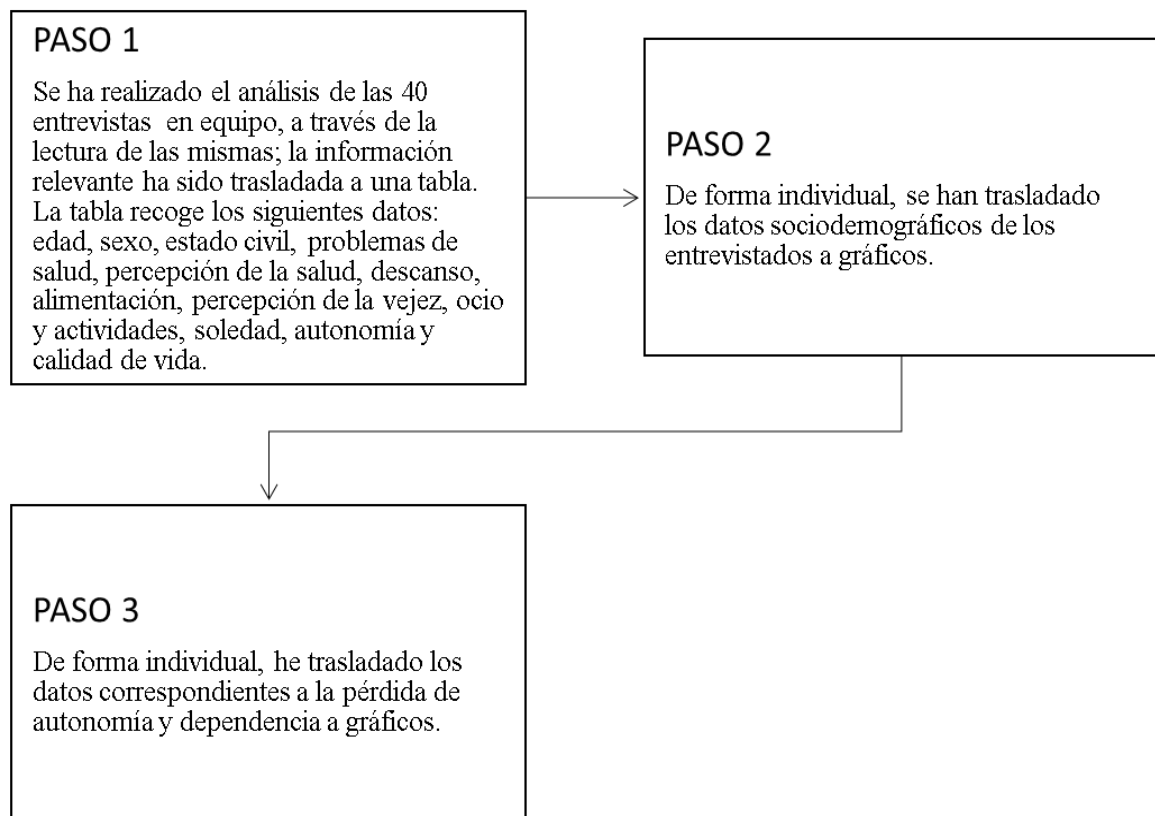 PASO 1
Se ha realizado el análisis de las 40
entrevistas en equipo, a través de la
lectura de las mismas; la información
relevante ha sido trasladada a una tabla.
La tabla recoge los siguientes datos:
edad, sexo, estado civil, problemas de
salud, percepción de la salud, descanso,
alimentación, percepción de la vejez, ocio
y actividades, soledad, autonomía y
calidad de vida.
PASO 2
De forma individual, se han trasladado
los datos sociodemográficos de los
entrevistados a gráficos.
PASO 3
De forma individual, he trasladado los
datos correspondientes a la pérdida de
autonomía y dependencia a gráficos.